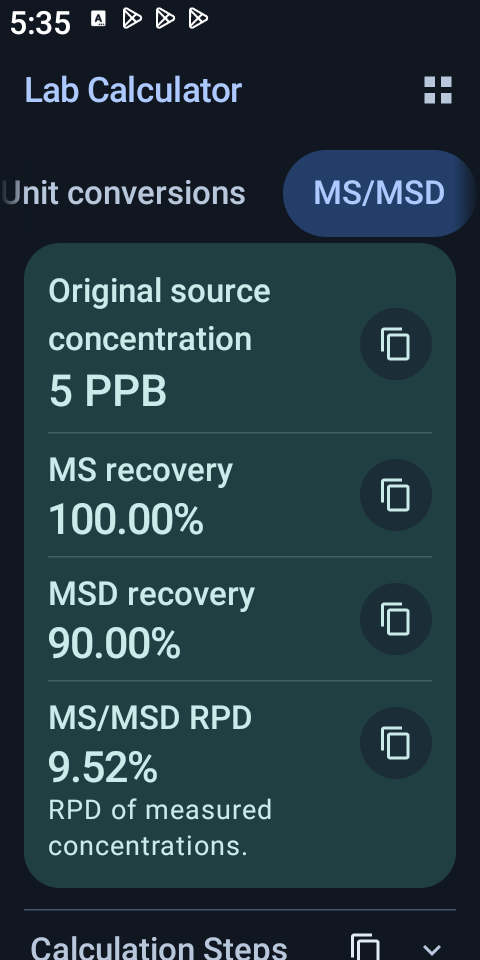 5:35
Lab Calculator
Unit conversions
MS/MSD
Original source
concentration
5 PPB
MS recovery
100.00%
MSD recovery
90.00%
MS/MSD RPD
9.52%
RPD of measured
concentrations.
Calculation Steps